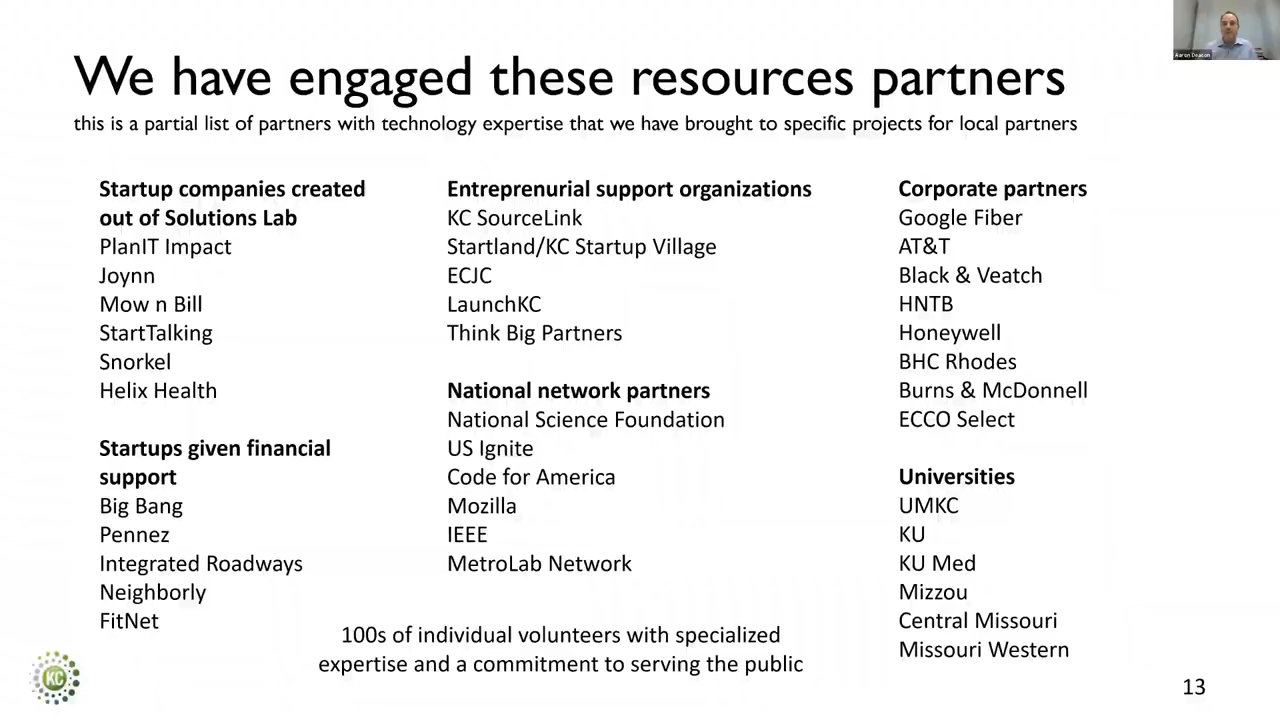 Aaron Deacon
We have engaged these resources partners
this is a partial list of partners with technology expertise that we have brought to specific projects for local partners
Startup companies created
out of Solutions Lab
PlanIT Impact
Joynn
Mow n Bill
StartTalking
Snorkel
Helix Health
Startups given financial
support
Big Bang
Pennez
Integrated Roadways
Neighborly
FitNet
Entreprenurial support organizations
KC SourceLink
Startland/KC Startup Village
ECJC
LaunchKC
Think Big Partners
National network partners
National Science Foundation
US Ignite
Code for America
Mozilla
IEEE
MetroLab Network
Corporate partners
Google Fiber
AT&T
Black & Veatch
HNTB
Honeywell
BHC Rhodes
Burns & McDonnell
ECCO Select
Universities
UMKC
KU
KU Med
Mizzou
Central Missouri
Missouri Western
100s of individual volunteers with specialized
expertise and a commitment to serving the public
KC
13